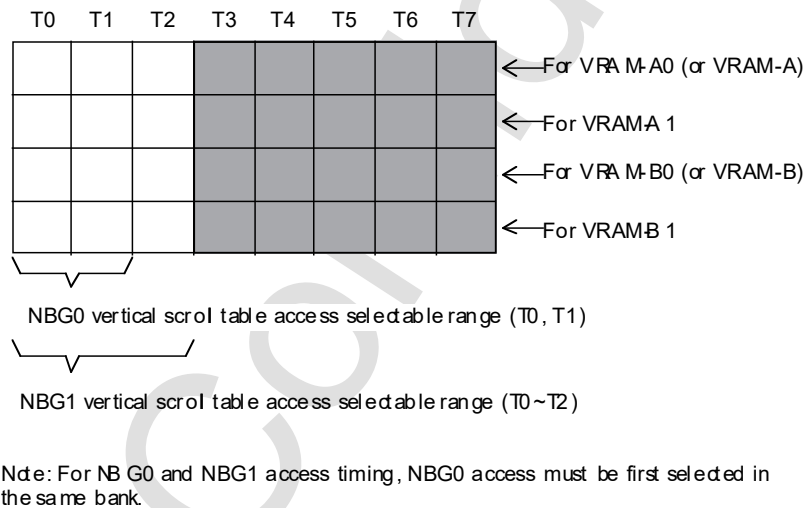 T0 T1 T2 T3 T4 T5 T6 T7
For VRAM-A0 (or VRAM-A)
For VRAM-A 1
For VRAM-B0 (or VRAM-B)
For VRAM-B 1
NBG0 vertical scroll table access selectable range (T0, T1)
NBG1 vertical scroll table access selectable range (T0~T2)
Note: For NBG0 and NBG1 access timing, NBG0 access must be first selected in
the same bank.